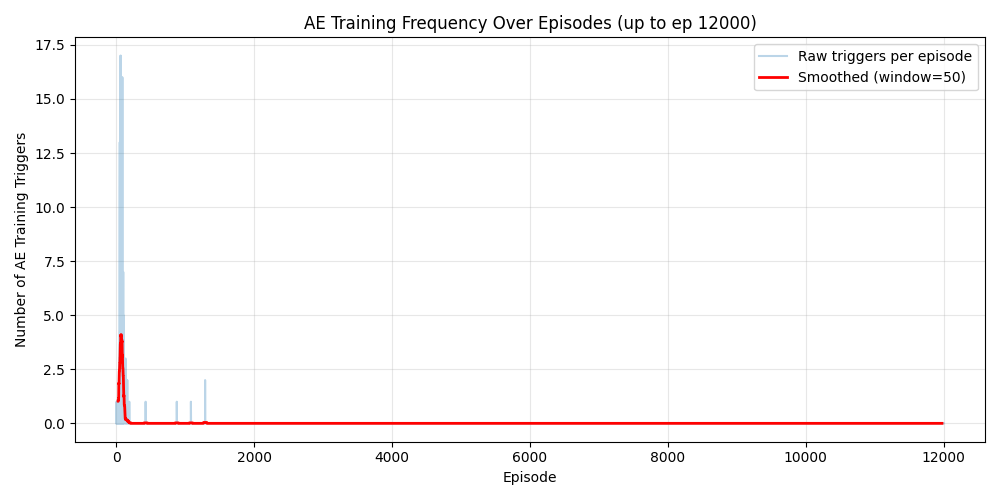 AE Training Frequency Over Episodes (up to ep 12000)
Raw triggers per episode
Smoothed (window=50)
Number of AE Training Triggers
17.5
15.0
12.5
10.0
7.5
5.0
2.5
0.0
0 2000 4000 6000 8000 10000 12000
Episode